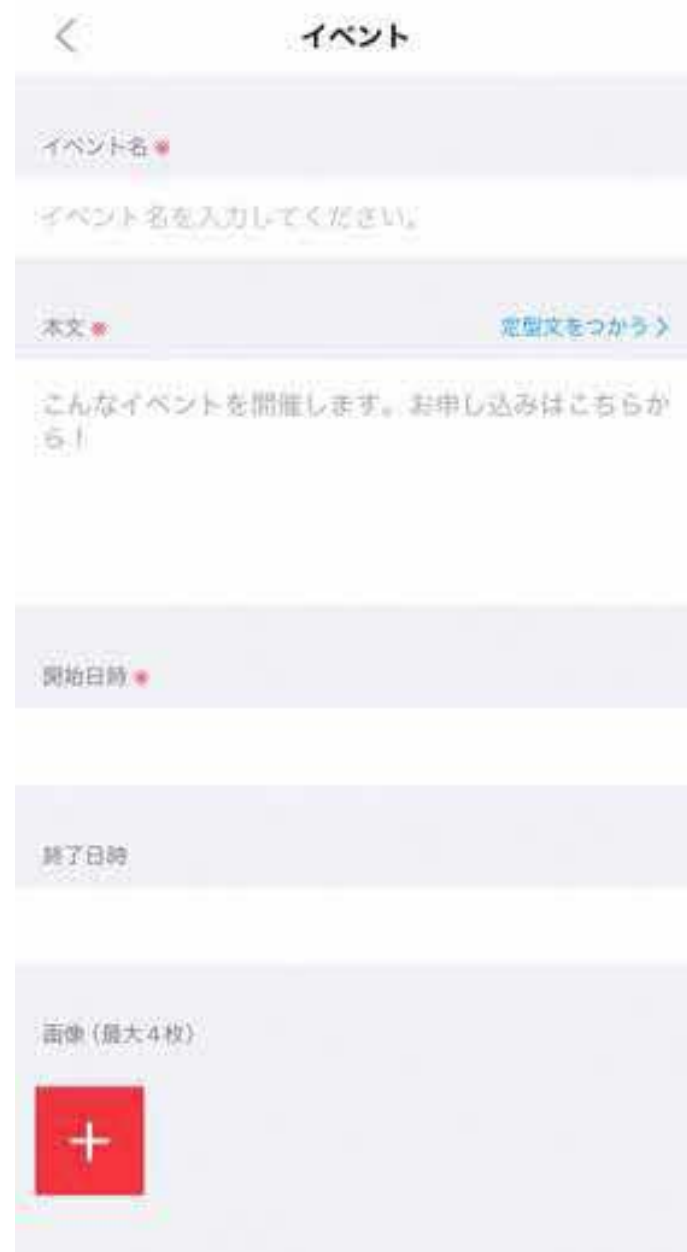 イベント
イベント名※
イベント名を入力してください。
本文※
定型文をつかう
こんなイベントを開催します。お申し込みはこちらか
ら！
開始日時※
終了日時
画像（最大4枚）